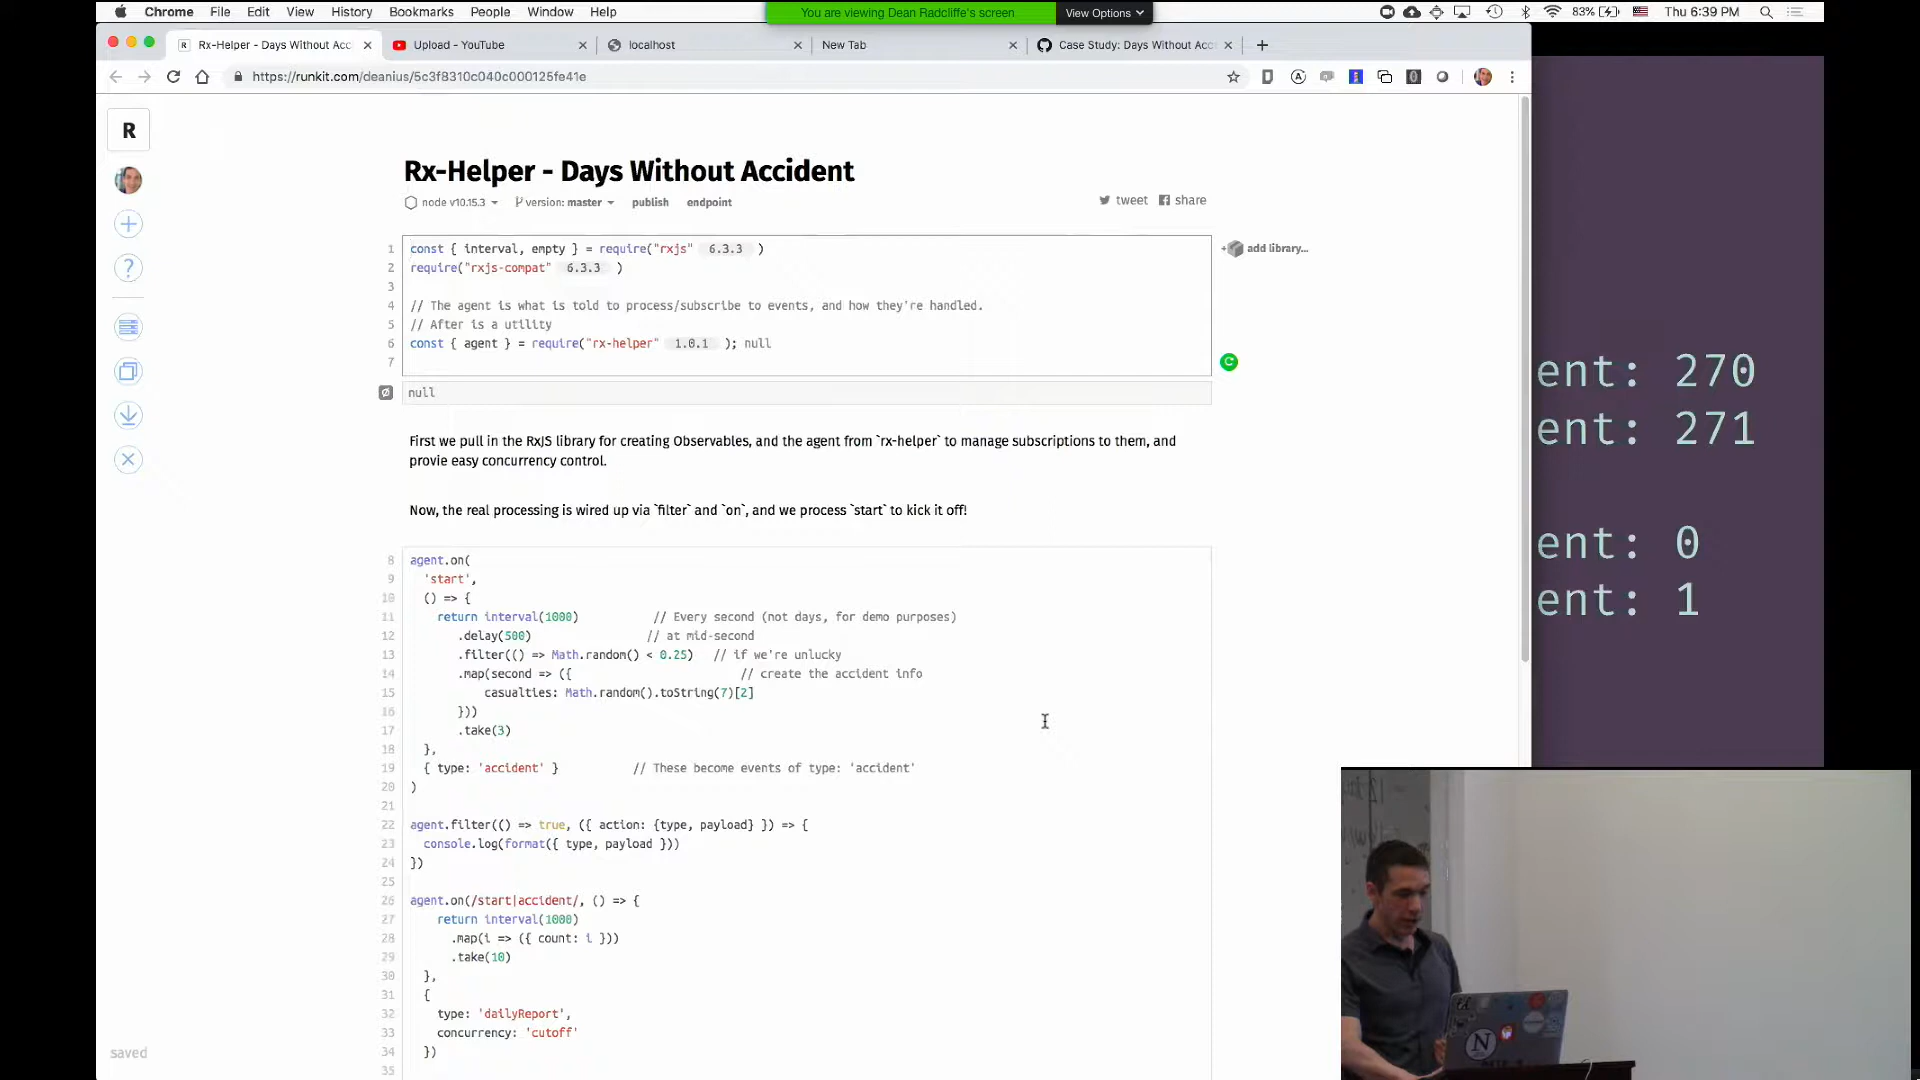 Chrome File Edit View History Bookmarks People Window Help
You are viewing Dean Radcliffe's screen View Options
83% Thu 6:39 PM
Rx-Helper - Days Without Acc
Upload - YouTube
localhost
New Tab
Case Study: Days Without Acc
https://runkit.com/deanius/5c3f8310c040c000125fe41e
R
Rx-Helper - Days Without Accident
node v10.15.3 version: master publish endpoint
tweet share
1 const { interval, empty } = require("rxjs" 6.3.3 )
2 require("rxjs-compat" 6.3.3 )
3
4 // The agent is what is told to process/subscribe to events, and how they're handled.
5 // After is a utility
6 const { agent } = require("rx-helper" 1.0.1 ); null
7
add library...
null
First we pull in the RxJS library for creating Observables, and the agent from `rx-helper` to manage subscriptions to them, and
provie easy concurrency control.
Now, the real processing is wired up via `filter` and `on`, and we process `start` to kick it off!
8 agent.on(
9 'start',
10 () => {
11 return interval(1000) // Every second (not days, for demo purposes)
12 .delay(500) // at mid-second
13 .filter(() => Math.random() < 0.25) // if we're unlucky
14 .map(second => ({ // create the accident info
15 casualties: Math.random().toString(7)[2]
16 }))
17 .take(3)
18 },
19 { type: 'accident' } // These become events of type: 'accident'
20 )
21
22 agent.filter(() => true, ({ action: {type, payload} }) => {
23 console.log(format({ type, payload }))
24 })
25
26 agent.on(/start|accident/, () => {
27 return interval(1000)
28 .map(i => ({ count: i }))
29 .take(10)
30 },
31 {
32 type: 'dailyReport',
33 concurrency: 'cutoff'
34 })
35
saved
ent: 270
ent: 271
ent: 0
ent: 1
N